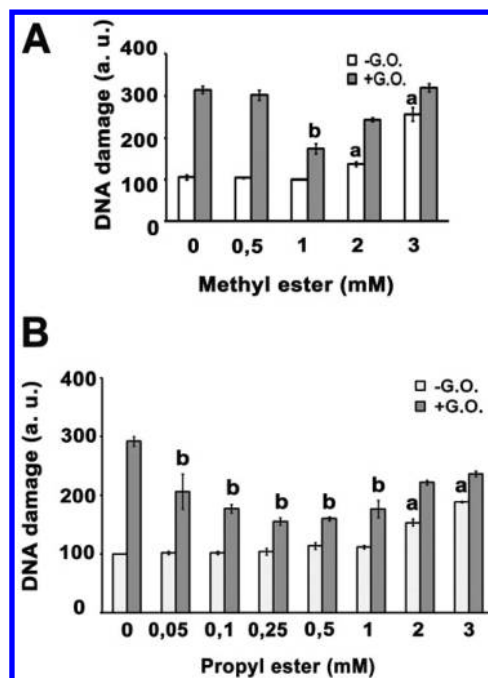 A
DNA damage (a. u.)
400
300
200
100
0
-G.O.
+G.O.
b
a
a
0 0,5 1 2 3
Methyl ester (mM)
B
DNA damage (a. u.)
400
300
200
100
0
-G.O.
+G.O.
b b b b b a a
0 0,05 0,1 0,25 0,5 1 2 3
Propyl ester (mM)